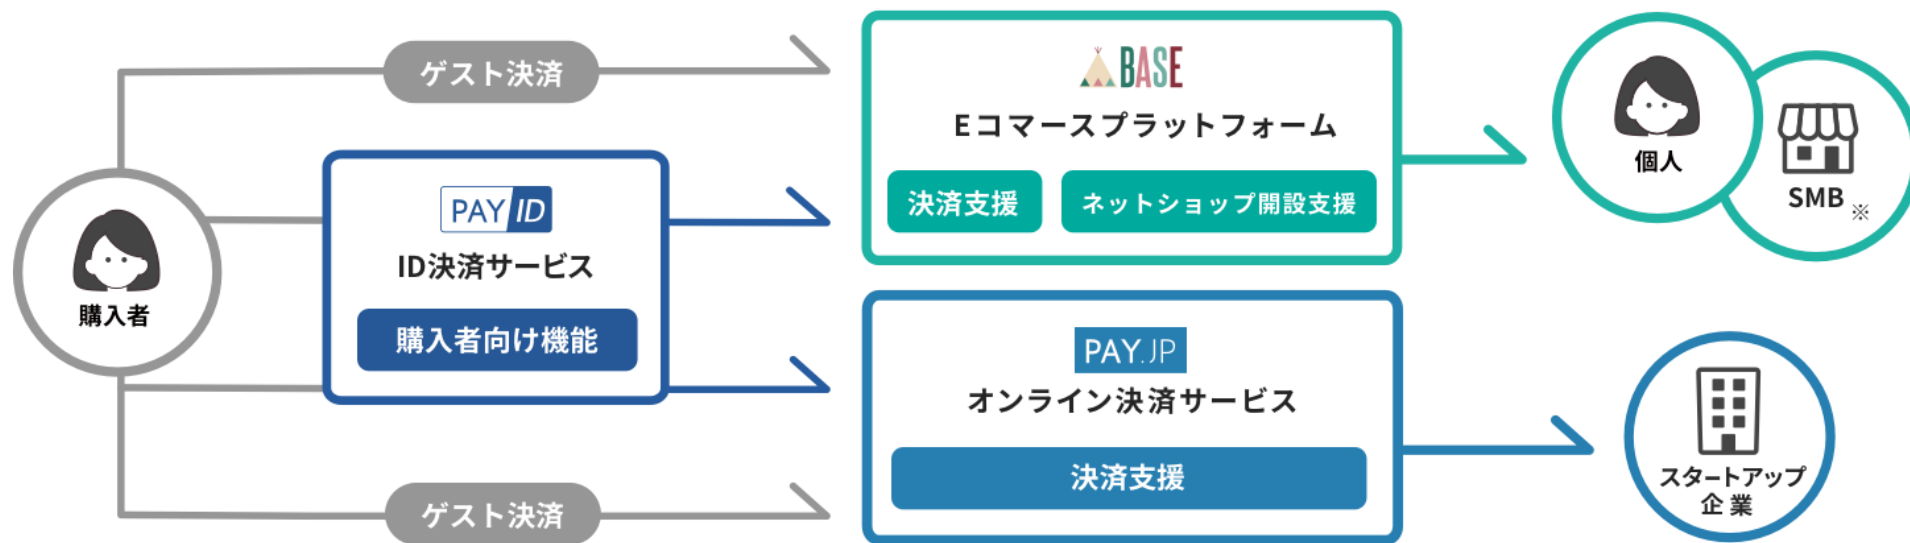 ゲスト決済
購入者
PAY ID
ID決済サービス
購入者向け機能
ゲスト決済
BASE
Eコマースプラットフォーム
決済支援
ネットショップ開設支援
PAY.JP
オンライン決済サービス
決済支援
個人
SMB ※
スタートアップ
企業